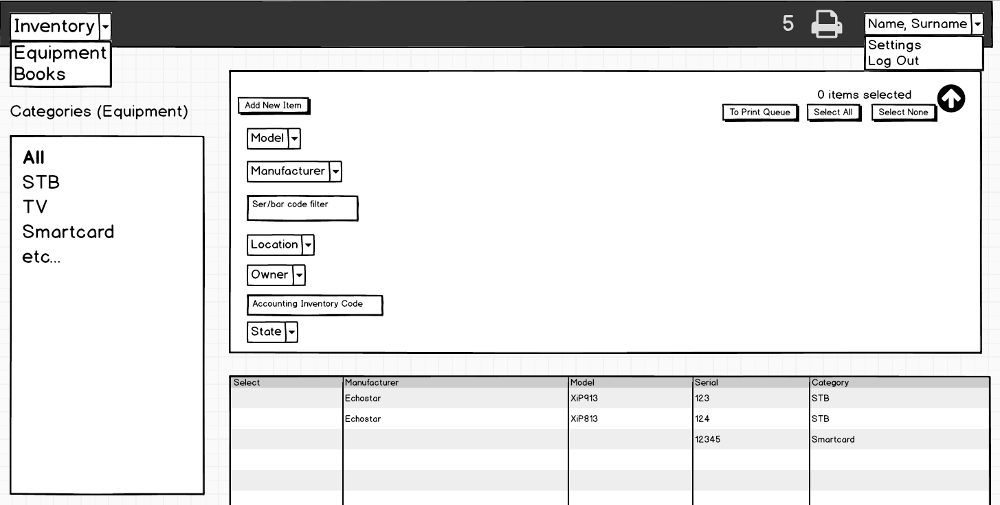 Inventory
5
Name, Surname
Equipment
Books
Settings
Log Out
Categories (Equipment)
All
STB
TV
Smartcard
etc...
Add New Item
0 items selected
To Print Queue
Select All
Select None
Model
Manufacturer
Ser/bar code filter
Location
Owner
Accounting Inventory Code
State
Select Manufacturer Model Serial Category
Echostar XiP913 123 STB
Echostar XiP813 124 STB
12345 Smartcard